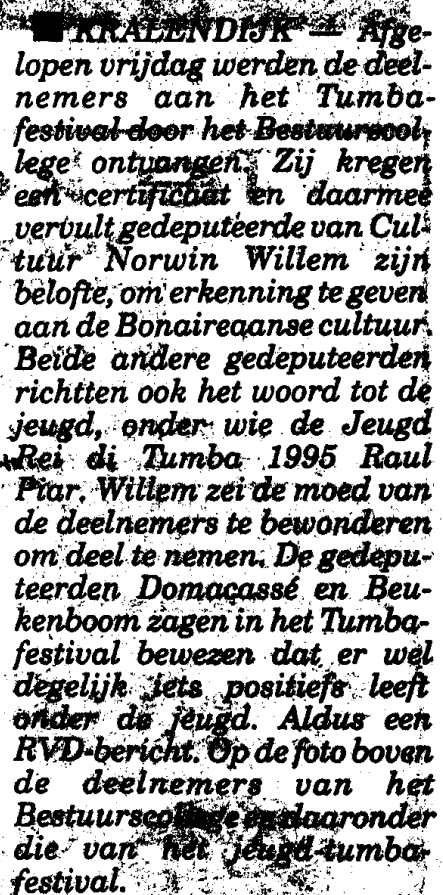 ■ KRALENDIJK — Afge-
lopen vrijdag werden de deel-
nemers aan het Tumba-
festival door het Bestuurscol-
lege ontvangen. Zij kregen
een certificaat en daarmee
vervult gedeputeerde van Cul-
tuur Norwin Willem zijn
belofte, om erkenning te geven
aan de Bonaireaanse cultuur.
Beide andere gedeputeerden
richtten ook het woord tot de
jeugd, onder wie de Jeugd
Rei di Tumba 1995 Raul
Piar. Willem zei de moed van
de deelnemers te bewonderen
om deel te nemen. De gedepu-
teerden Domacassé en Beu-
kenboom zagen in het Tumba-
festival bewezen dat er wel
degelijk iets positiefs leeft
onder de jeugd. Aldus een
RVD-bericht. Op de foto boven
de deelnemers van het
Bestuurscollege en daaronder
die van het jeugd-tumba-
festival.